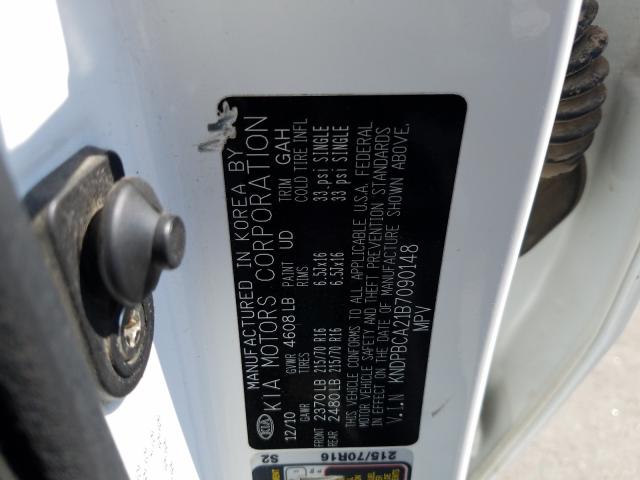 MANUFACTURED IN KOREA BY
KIA KIA MOTORS CORPORATION
12/10 GVWR 4608LB PAINT UD TRIM GAH
GAWR TIRES RIMS COLD TIRE INFL
FRONT 2370LB 215/70 R16 6.5Jx16 33 psi SINGLE
REAR 2480LB 215/70 R16 6.5Jx16 33 psi SINGLE
THIS VEHICLE CONFORMS TO ALL APPLICABLE U.S.A. FEDERAL
MOTOR VEHICLE SAFETY AND THEFT PREVENTION STANDARDS
IN EFFECT ON THE DATE OF MANUFACTURE SHOWN ABOVE.
V.I.N KNDPBCA21B7090148
MPV
S2 215/70R16